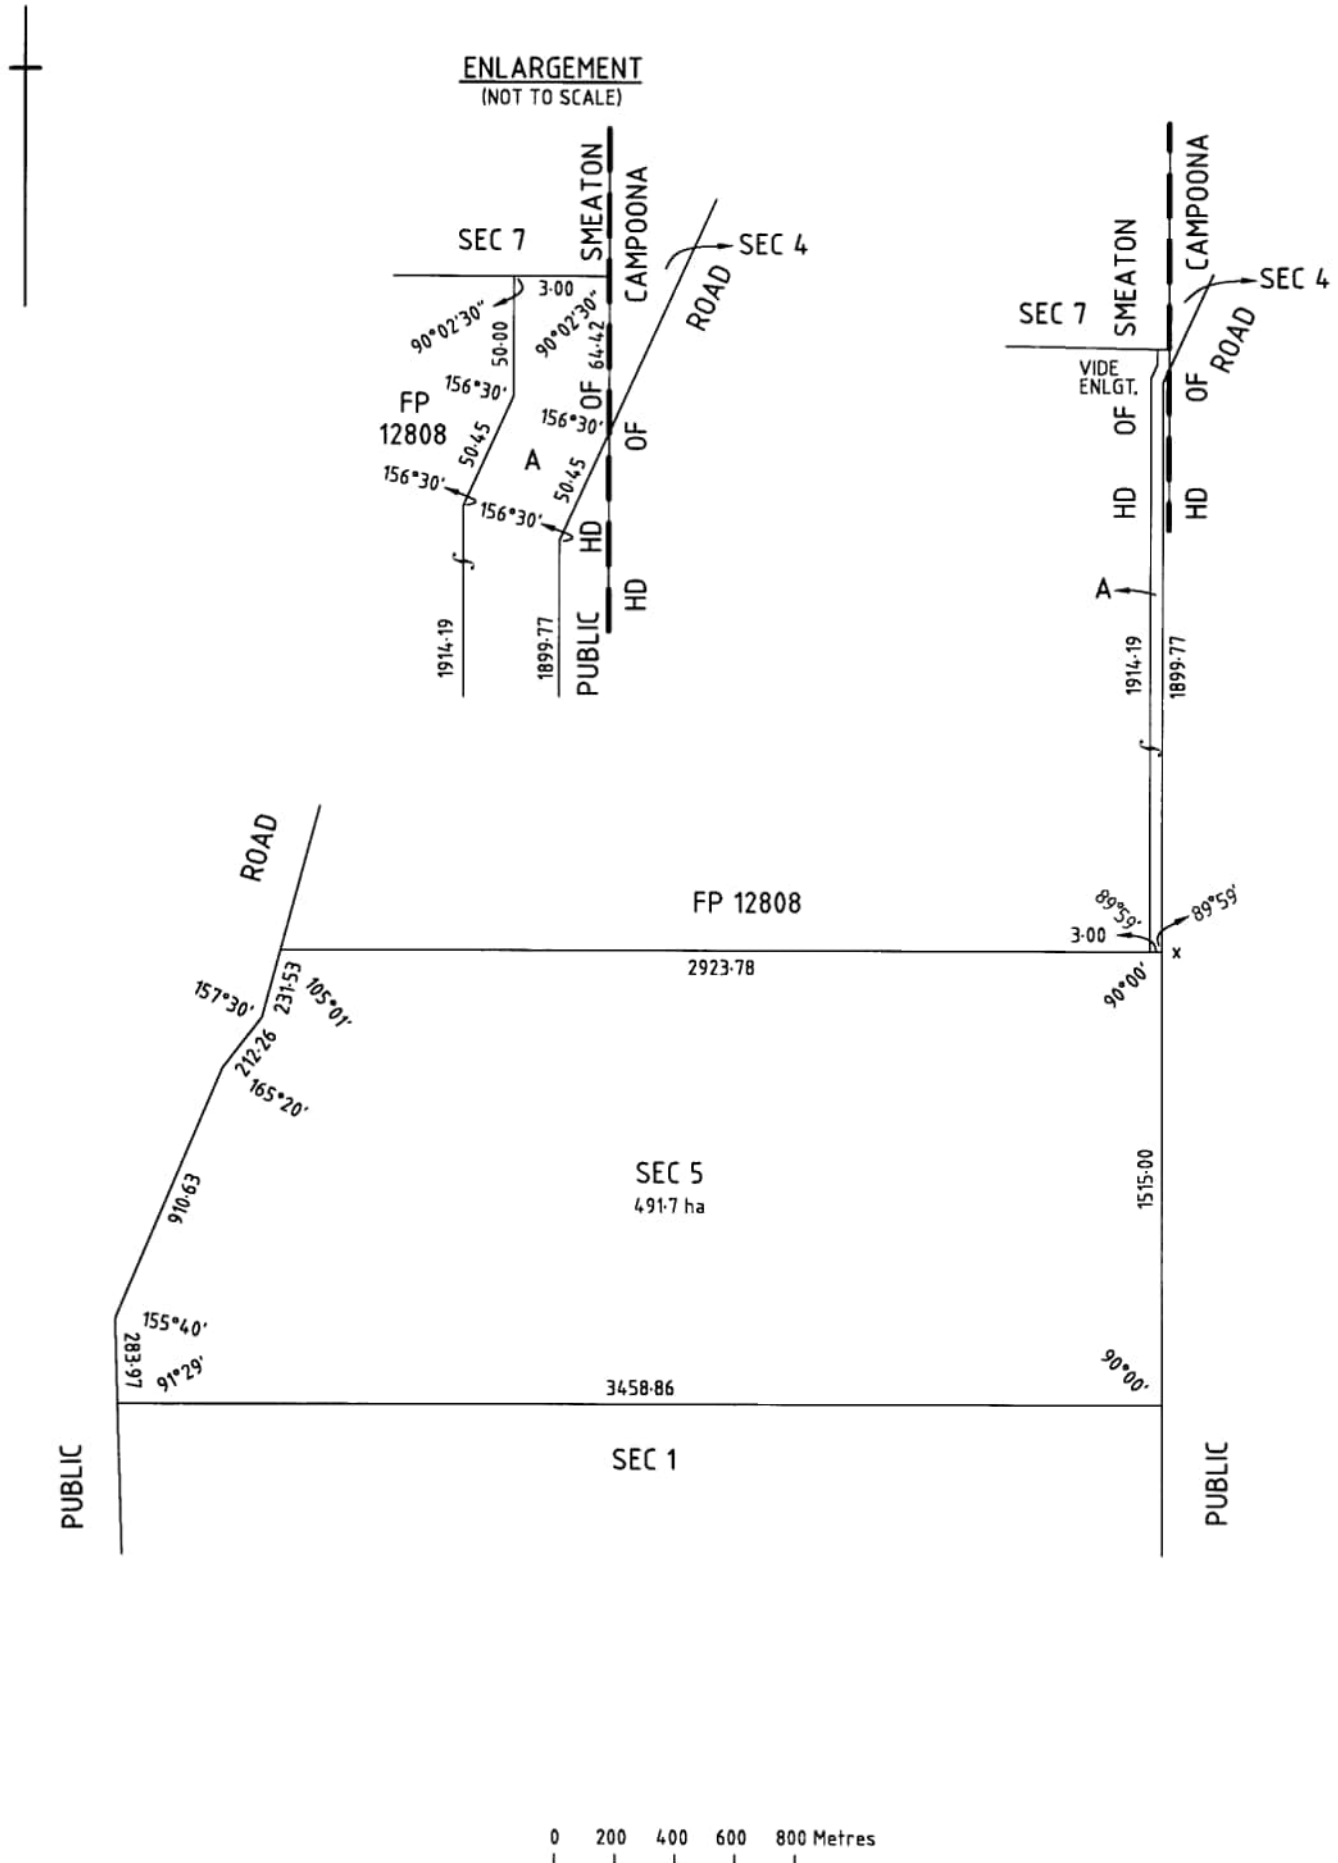 ENLARGEMENT
(NOT TO SCALE)
SEC 7
HD OF SMEATON
HD OF CAMPOONA
SEC 4
PUBLIC ROAD
3·00
90°02'30"
90°02'30"
50·00
64·42
156°30'
156°30'
FP
12808
50·45
A
50·45
156°30'
156°30'
1914·19
1899·77
HD OF SMEATON
HD OF CAMPOONA
SEC 4
SEC 7
ROAD
VIDE
ENLGT.
A
1914·19
1899·77
ROAD
FP 12808
89°59'
89°59'
3·00
x
2923·78
90°00'
231·53
105°01'
157°30'
212·26
165°20'
910·63
SEC 5
491·7 ha
1515·00
155°40'
283·97
91°29'
90°00'
3458·86
SEC 1
PUBLIC
PUBLIC
0 200 400 600 800 Metres